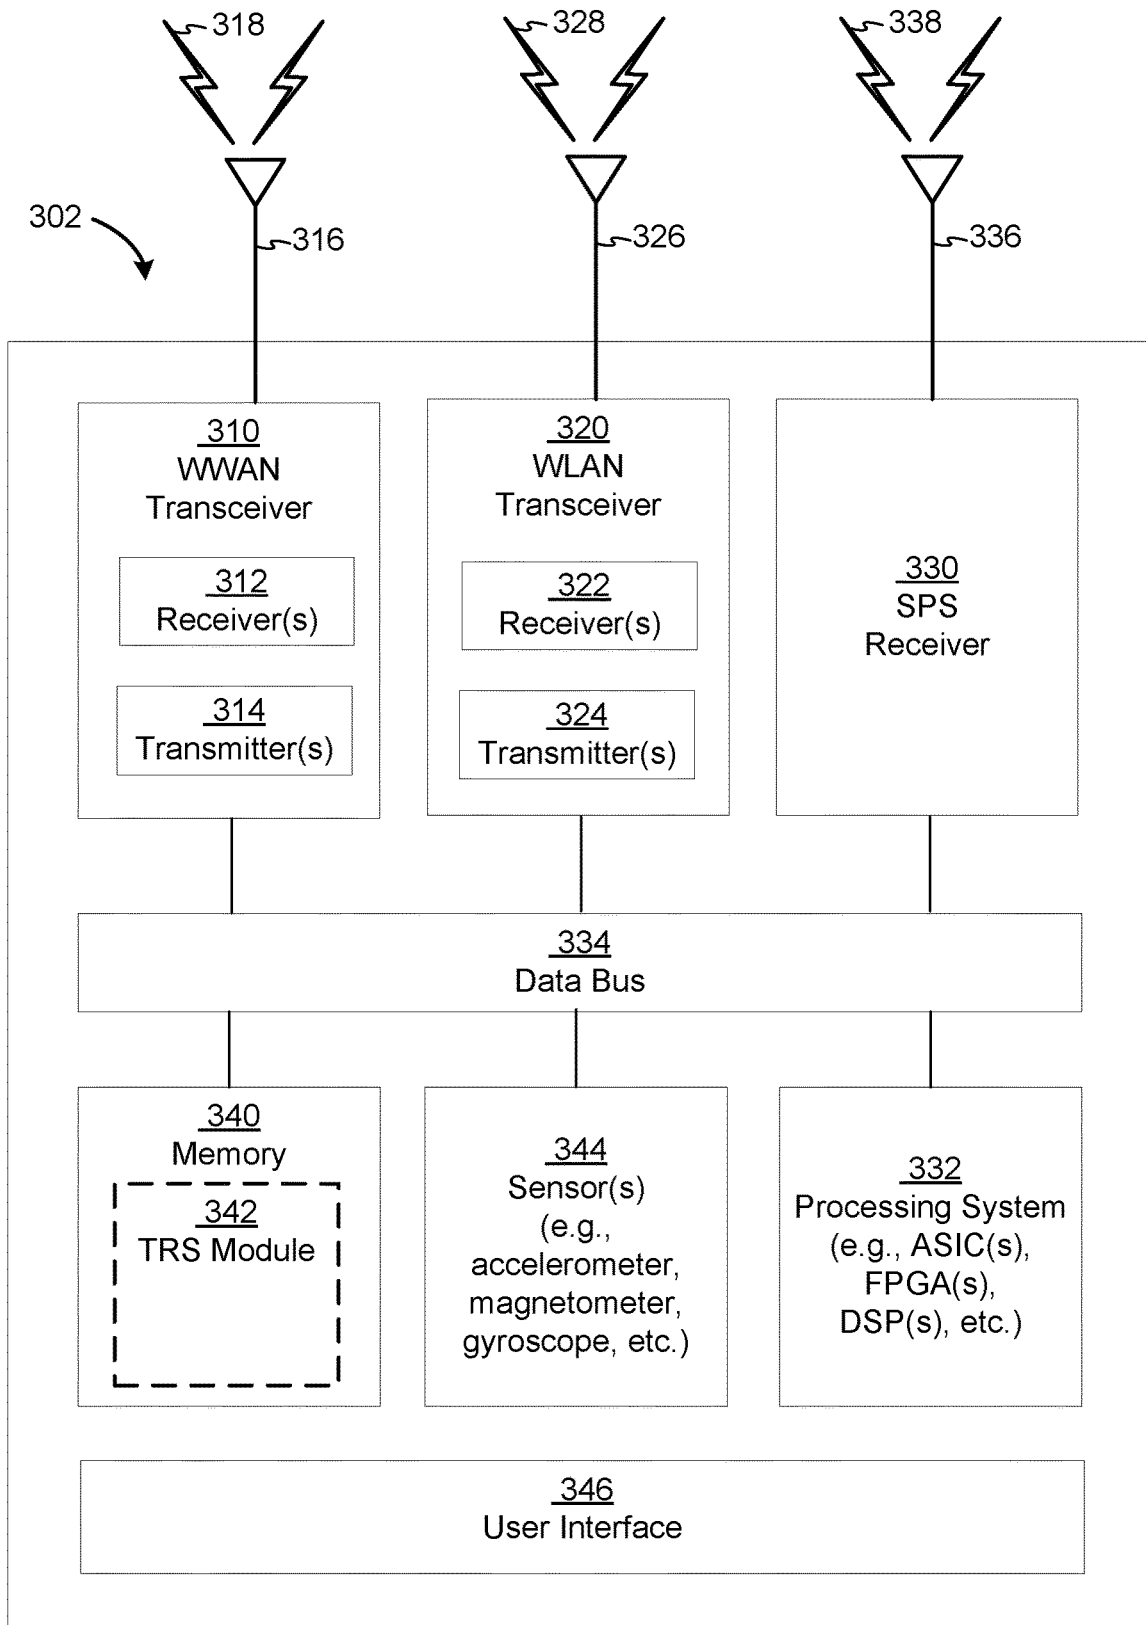 318
328
338
302
316
326
336
310
WWAN
Transceiver
312
Receiver(s)
314
Transmitter(s)
320
WLAN
Transceiver
322
Receiver(s)
324
Transmitter(s)
330
SPS
Receiver
334
Data Bus
340
Memory
342
TRS Module
344
Sensor(s)
(e.g.,
accelerometer,
magnetometer,
gyroscope, etc.)
332
Processing System
(e.g., ASIC(s),
FPGA(s),
DSP(s), etc.)
346
User Interface